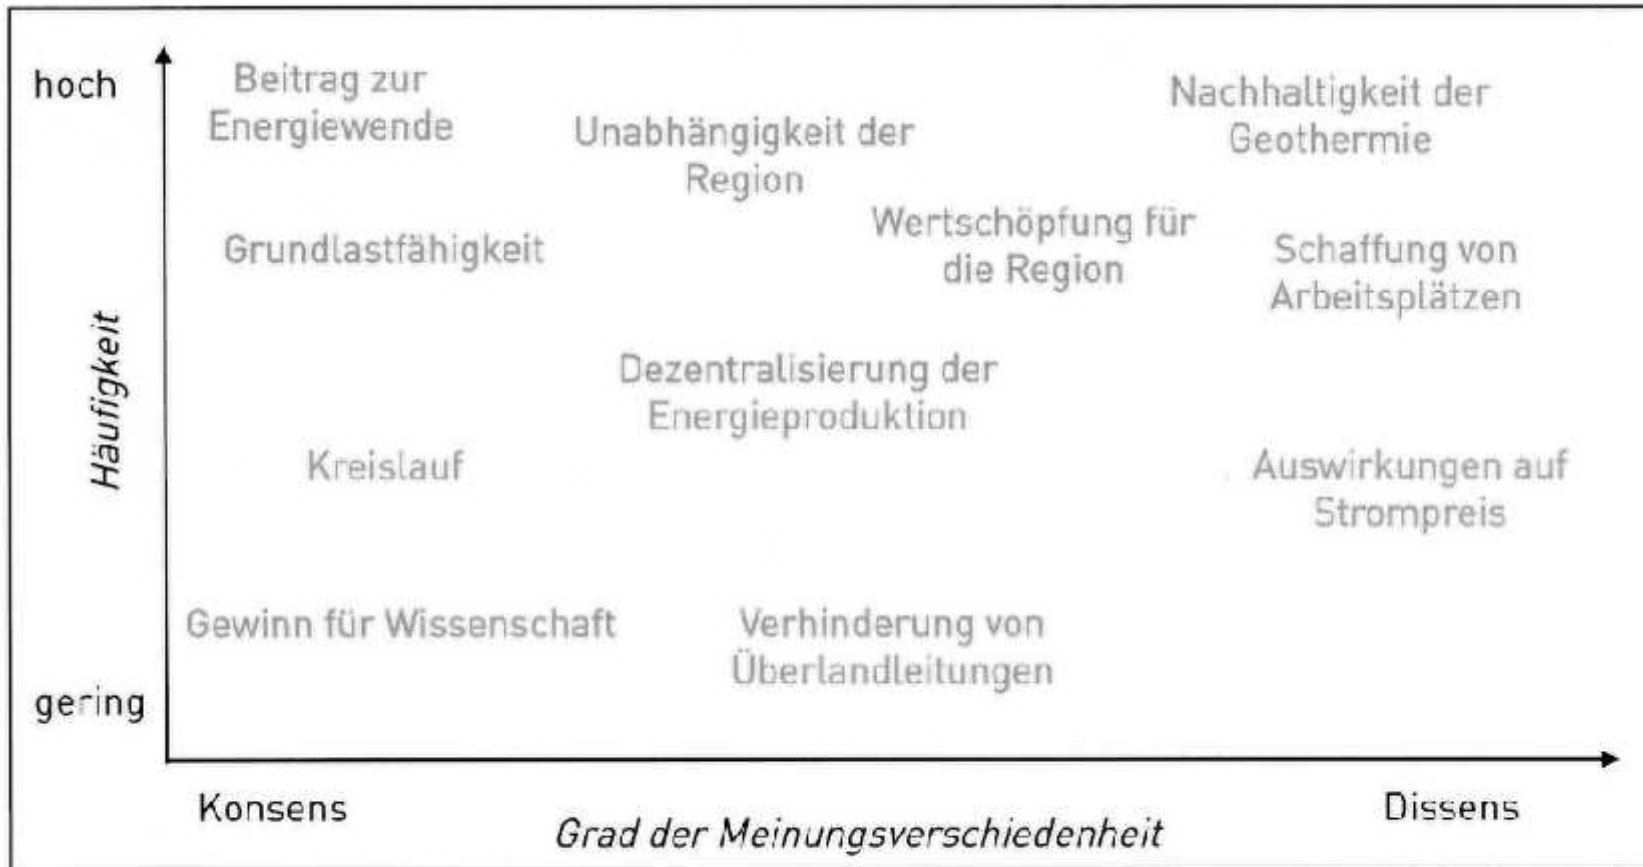 hoch
Beitrag zur
Energiewende
Unabhängigkeit der
Region
Nachhaltigkeit der
Geothermie
Grundlastfähigkeit
Wertschöpfung für
die Region
Schaffung von
Arbeitsplätzen
Häufigkeit
Dezentralisierung der
Energieproduktion
Kreislauf
Auswirkungen auf
Strompreis
Gewinn für Wissenschaft
Verhinderung von
Überlandleitungen
gering
Konsens
Dissens
Grad der Meinungsverschiedenheit